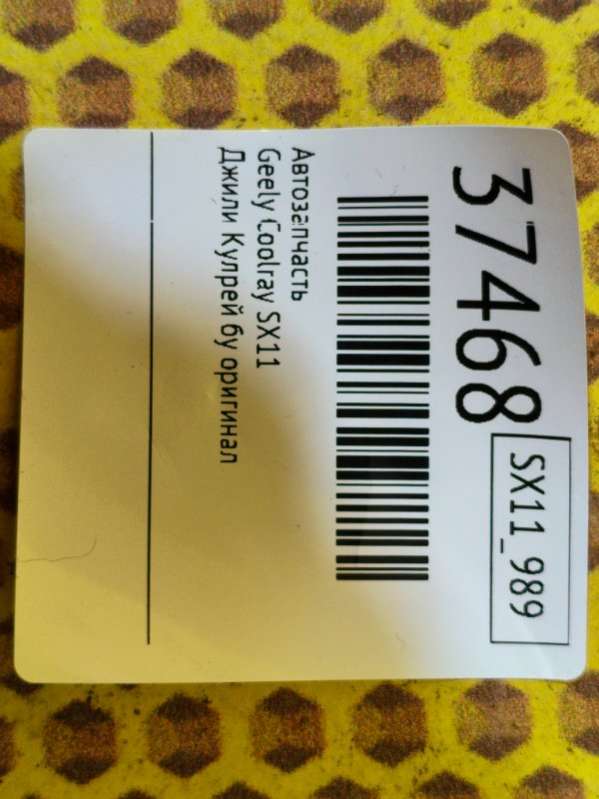 37468
SX11_989
Автозапчасть
Geely Coolray SX11
Джили Кулрей бу оригинал